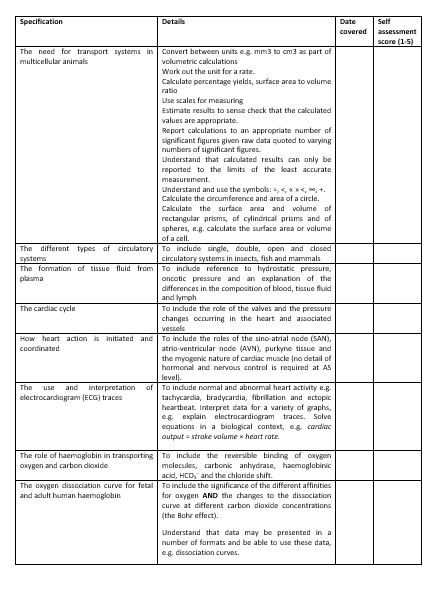 Specification
Details
Date
covered
Self
assessment
score (1-5)
The need for transport systems in
multicellular animals
Convert between units e.g. mm3 to cm3 as part of
volumetric calculations
Work out the unit for a rate.
Calculate percentage yields, surface area to volume
ratio
Use scales for measuring
Estimate results to sense check that the calculated
values are appropriate.
Report calculations to an appropriate number of
significant figures given raw data quoted to varying
numbers of significant figures.
Understand that calculated results can only be
reported to the limits of the least accurate
measurement.
Understand and use the symbols: =, <, « » <, ∞, ÷.
Calculate the circumference and area of a circle.
Calculate the surface area and volume of
rectangular prisms, of cylindrical prisms and of
spheres, e.g. calculate the surface area or volume
of a cell.
The different types of circulatory
systems
To include single, double, open and closed
circulatory systems in insects, fish and mammals
The formation of tissue fluid from
plasma
To include reference to hydrostatic pressure,
oncotic pressure and an explanation of the
differences in the composition of blood, tissue fluid
and lymph
The cardiac cycle
To include the role of the valves and the pressure
changes occurring in the heart and associated
vessels
How heart action is initiated and
coordinated
To include the roles of the sino-atrial node (SAN),
atrio-ventricular node (AVN), purkyne tissue and
the myogenic nature of cardiac muscle (no detail of
hormonal and nervous control is required at AS
level).
The use and interpretation of
electrocardiogram (ECG) traces
To include normal and abnormal heart activity e.g.
tachycardia, bradycardia, fibrillation and ectopic
heartbeat. Interpret data for a variety of graphs,
e.g. explain electrocardiogram traces. Solve
equations in a biological context, e.g. cardiac
output = stroke volume × heart rate.
The role of haemoglobin in transporting
oxygen and carbon dioxide
To include the reversible binding of oxygen
molecules, carbonic anhydrase, haemoglobinic
acid, HCO₃⁻ and the chloride shift.
The oxygen dissociation curve for fetal
and adult human haemoglobin
To include the significance of the different affinities
for oxygen AND the changes to the dissociation
curve at different carbon dioxide concentrations
(the Bohr effect).
Understand that data may be presented in a
number of formats and be able to use these data,
e.g. dissociation curves.